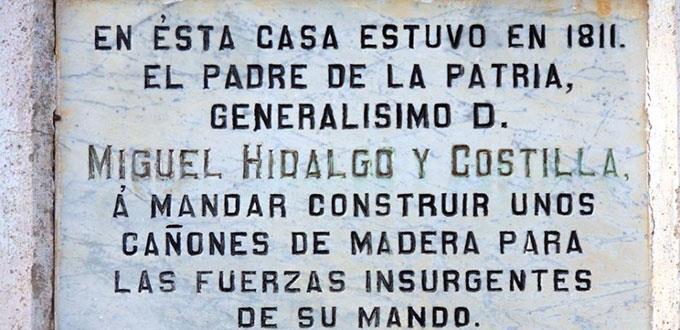 EN ÉSTA CASA ESTUVO EN 1811.
EL PADRE DE LA PATRIA,
GENERALISIMO D.
MIGUEL HIDALGO Y COSTILLA,
Á MANDAR CONSTRUIR UNOS
CAÑONES DE MADERA PARA
LAS FUERZAS INSURGENTES
DE SU MANDO.